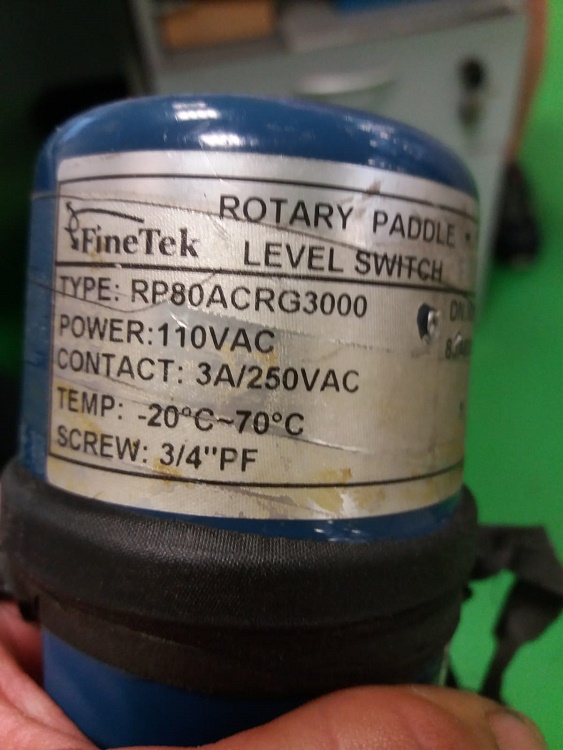 ROTARY PADDLE
FineTek
LEVEL SWITCH
TYPE: RP80ACRG3000
POWER:110VAC
CONTACT: 3A/250VAC
TEMP: -20°C~70°C
SCREW: 3/4"PF